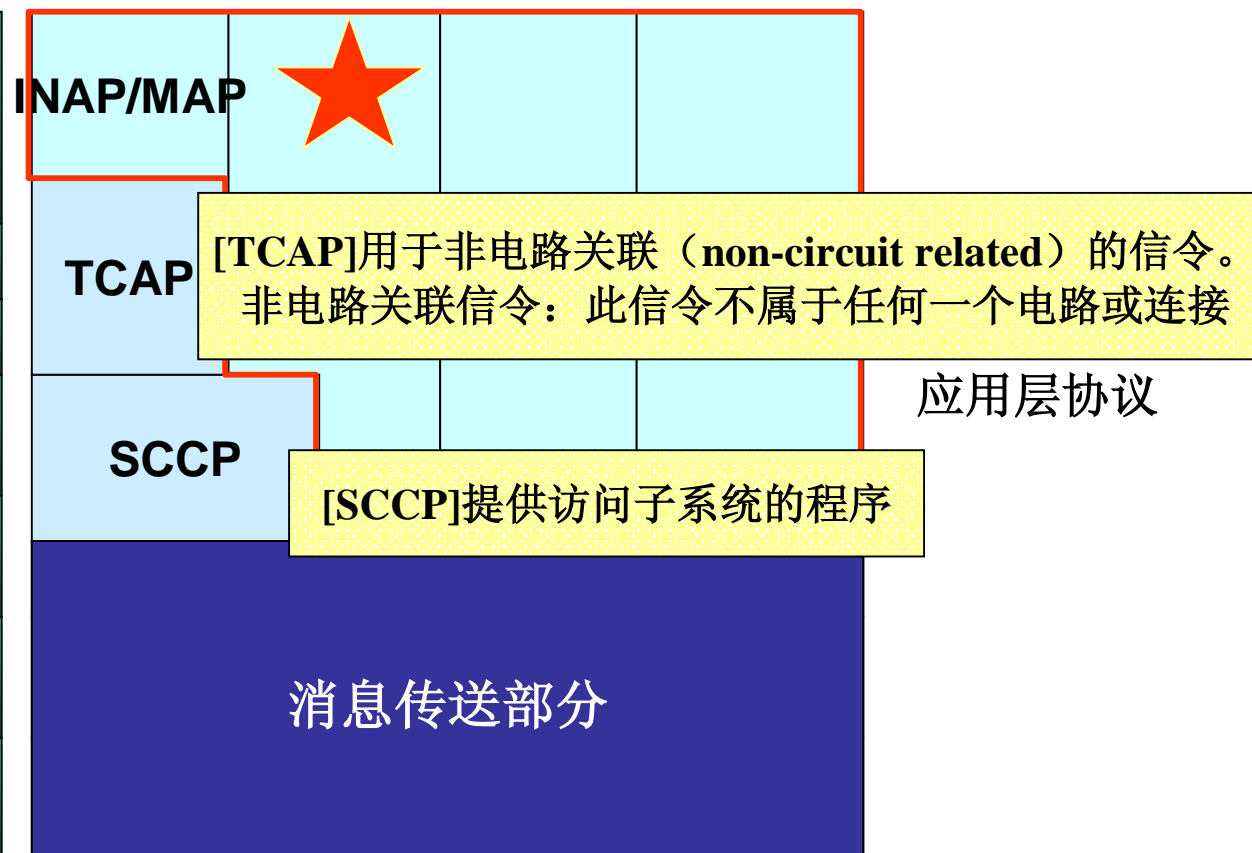 INAP/MAP
TCAP
[TCAP]用于非电路关联（non-circuit related）的信令。
非电路关联信令：此信令不属于任何一个电路或连接
应用层协议
SCCP
[SCCP]提供访问子系统的程序
消息传送部分